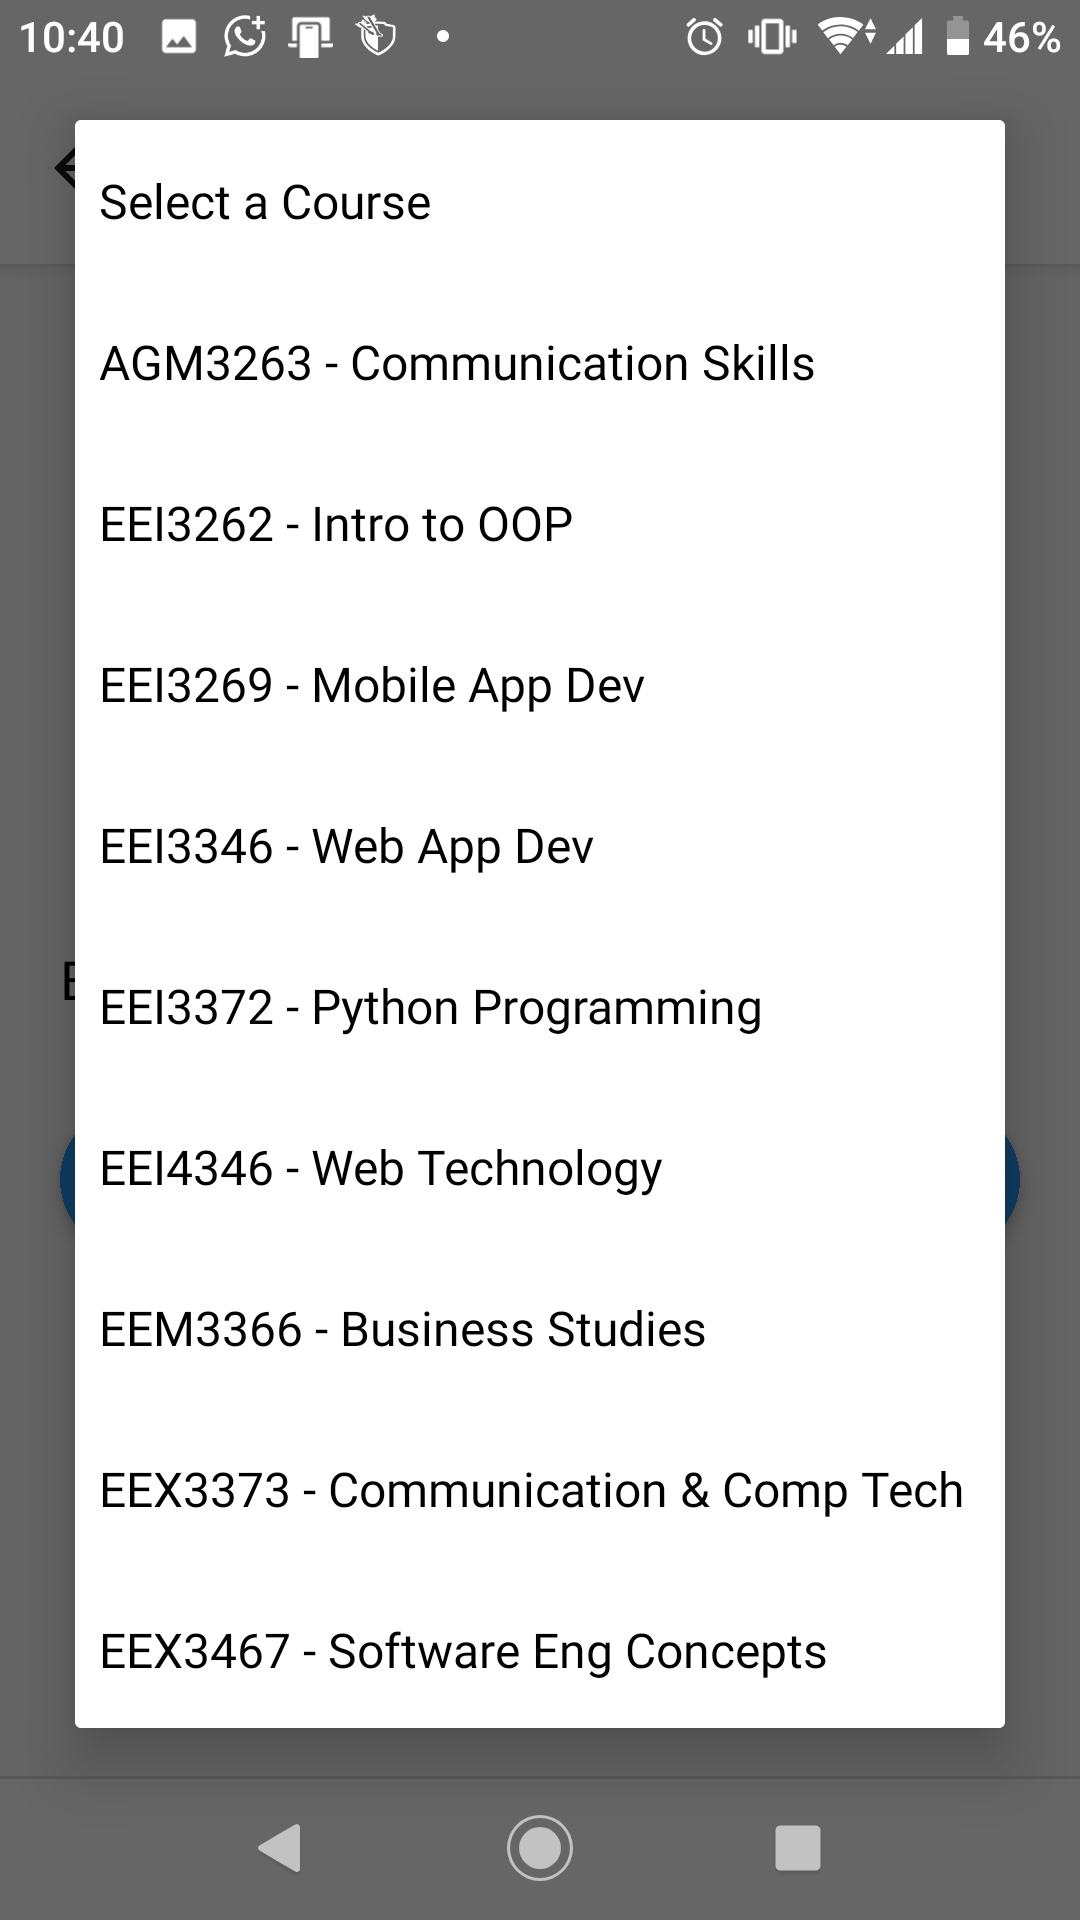 10:40 46%
Select a Course
AGM3263 - Communication Skills
EEI3262 - Intro to OOP
EEI3269 - Mobile App Dev
EEI3346 - Web App Dev
EEI3372 - Python Programming
EEI4346 - Web Technology
EEM3366 - Business Studies
EEX3373 - Communication & Comp Tech
EEX3467 - Software Eng Concepts